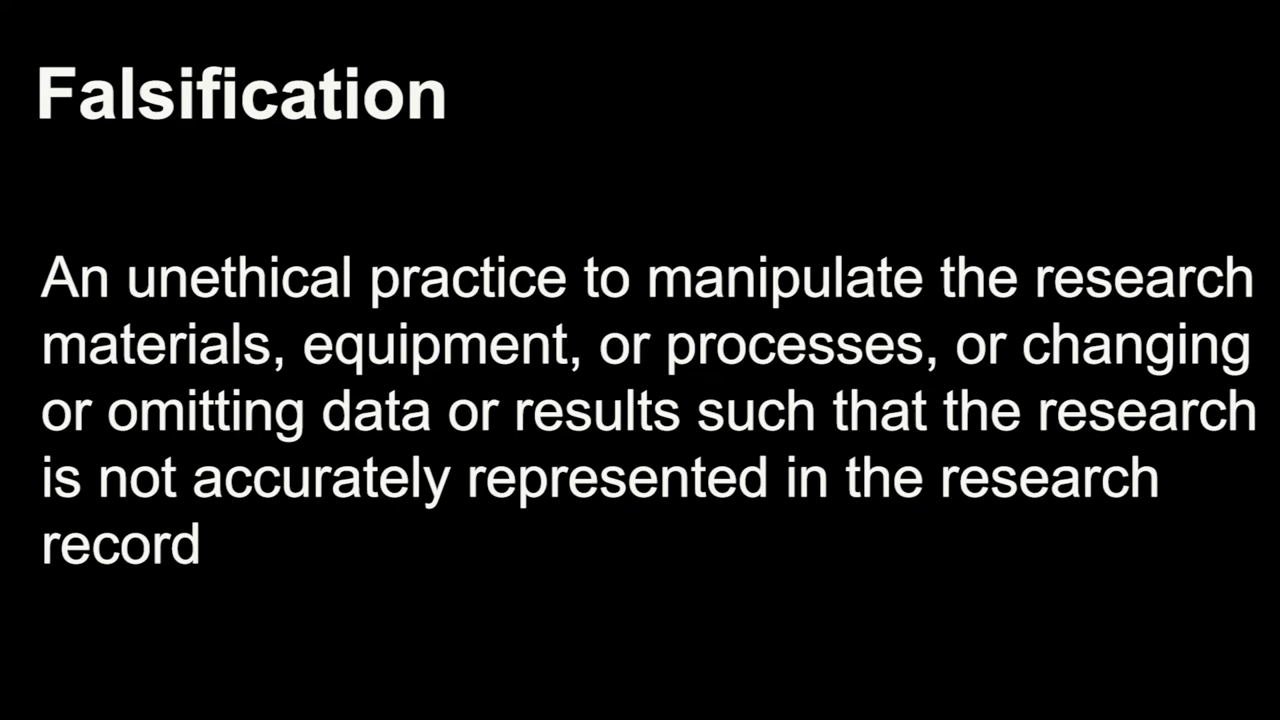 Falsification
An unethical practice to manipulate the research
materials, equipment, or processes, or changing
or omitting data or results such that the research
is not accurately represented in the research
record